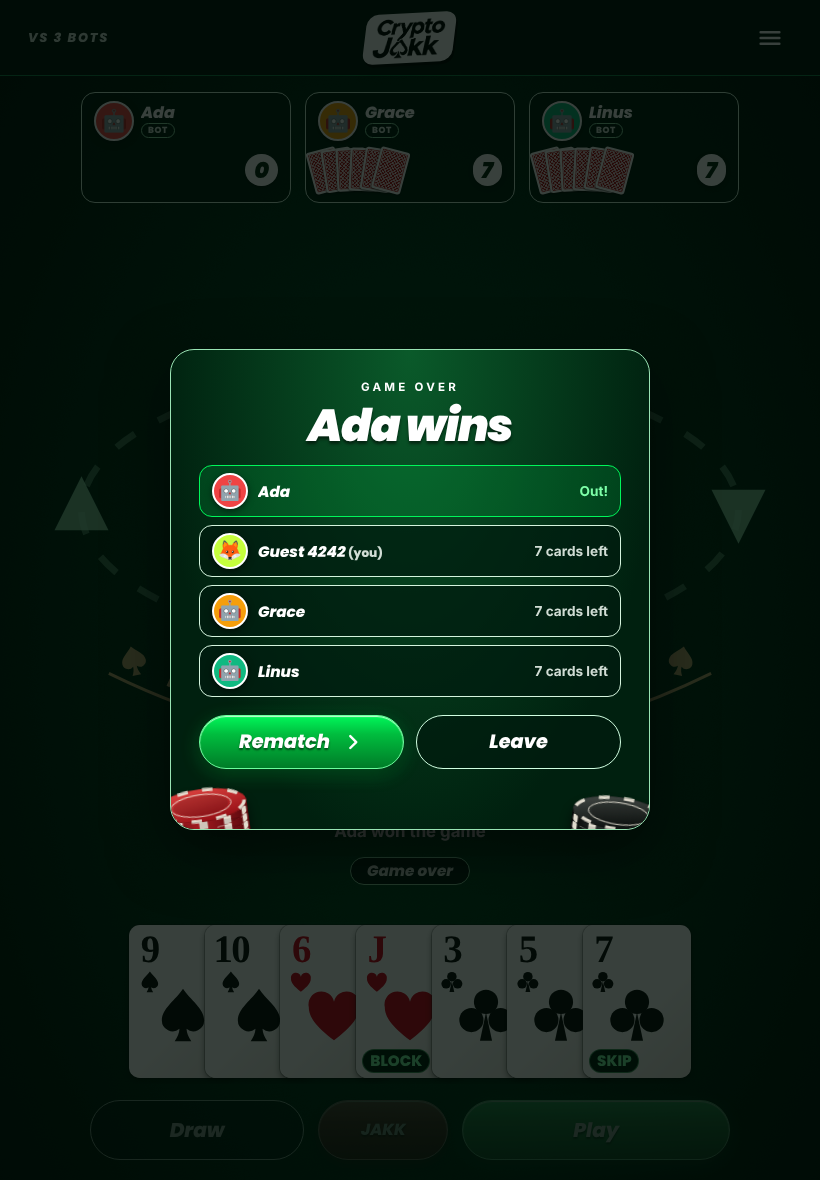 VS 3 BOTS
Crypto
Jakk
Ada
BOT
0
Grace
BOT
7
Linus
BOT
7
GAME OVER
Ada wins
Ada Out!
Guest 4242 (you) 7 cards left
Grace 7 cards left
Linus 7 cards left
Rematch Leave
Ada won the game
Game over
9 10 6 J 3 5 7
BLOCK SKIP
Draw JAKK Play